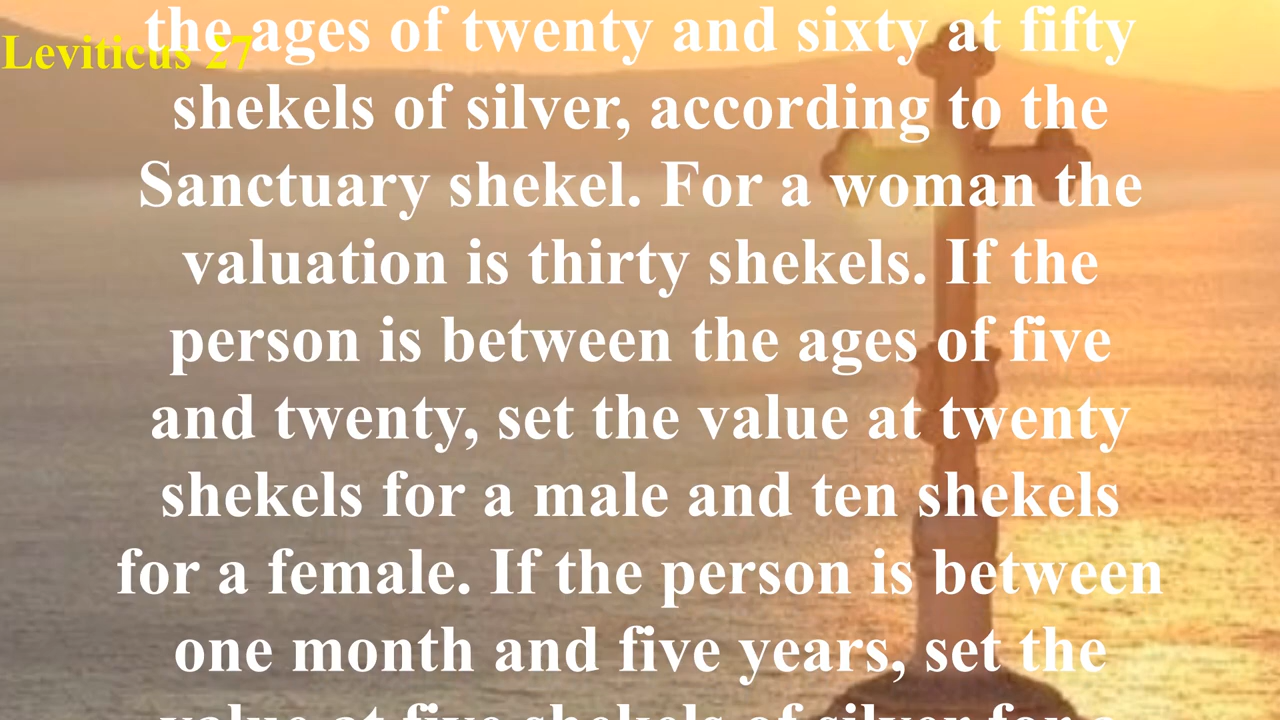 Leviticus 27
the ages of twenty and sixty at fifty
shekels of silver, according to the
Sanctuary shekel. For a woman the
valuation is thirty shekels. If the
person is between the ages of five
and twenty, set the value at twenty
shekels for a male and ten shekels
for a female. If the person is between
one month and five years, set the
value at five shekels of silver for a